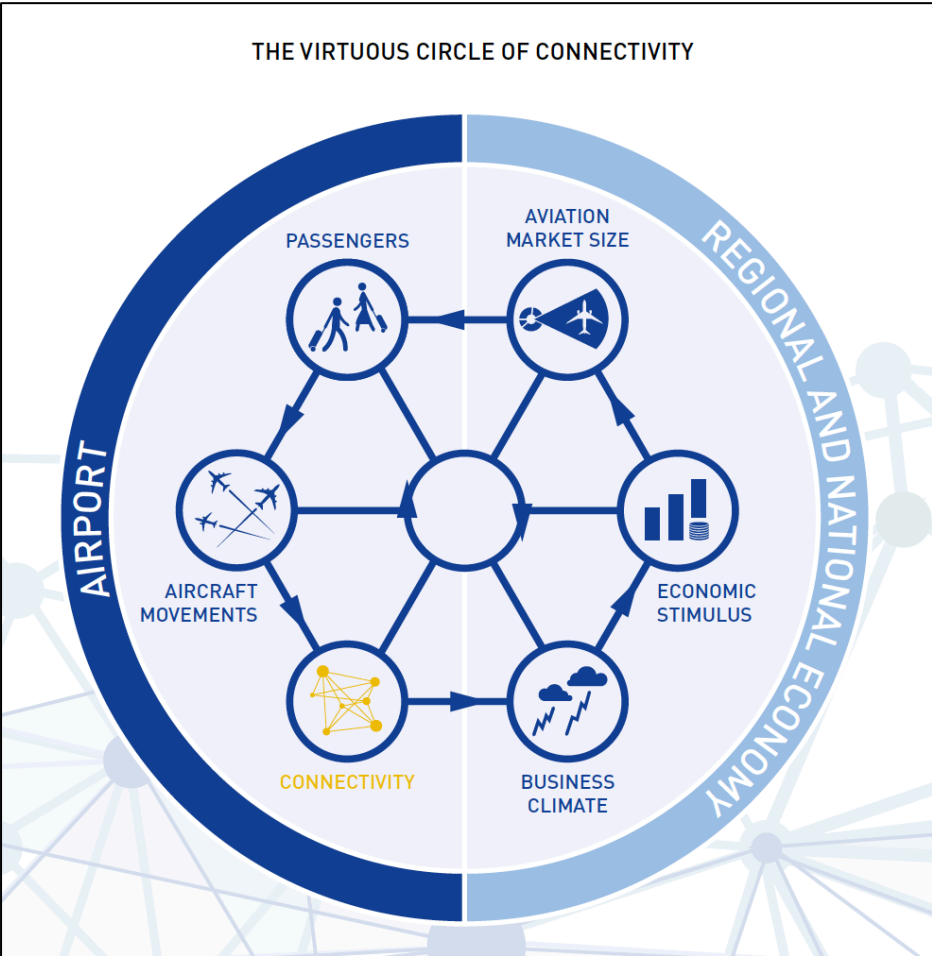 THE VIRTUOUS CIRCLE OF CONNECTIVITY
AVIATION
MARKET SIZE
PASSENGERS
REGIONAL AND NATIONAL ECONOMY
AIRPORT
AIRCRAFT
MOVEMENTS
ECONOMIC
STIMULUS
CONNECTIVITY
BUSINESS
CLIMATE